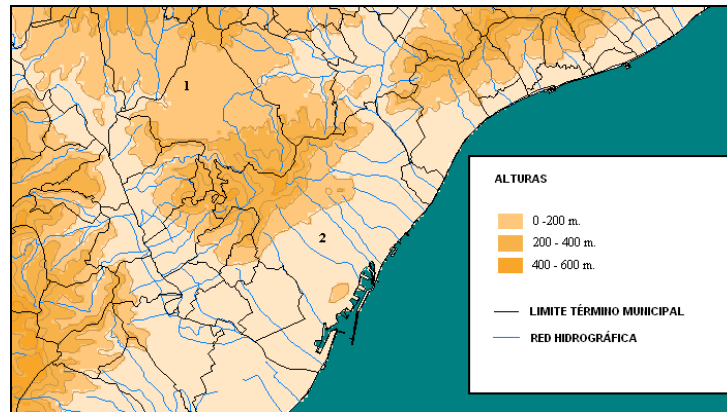 1
2
ALTURAS
0 -200 m.
200 - 400 m.
400 - 600 m.
LIMITE TÉRMINO MUNICIPAL
RED HIDROGRÁFICA